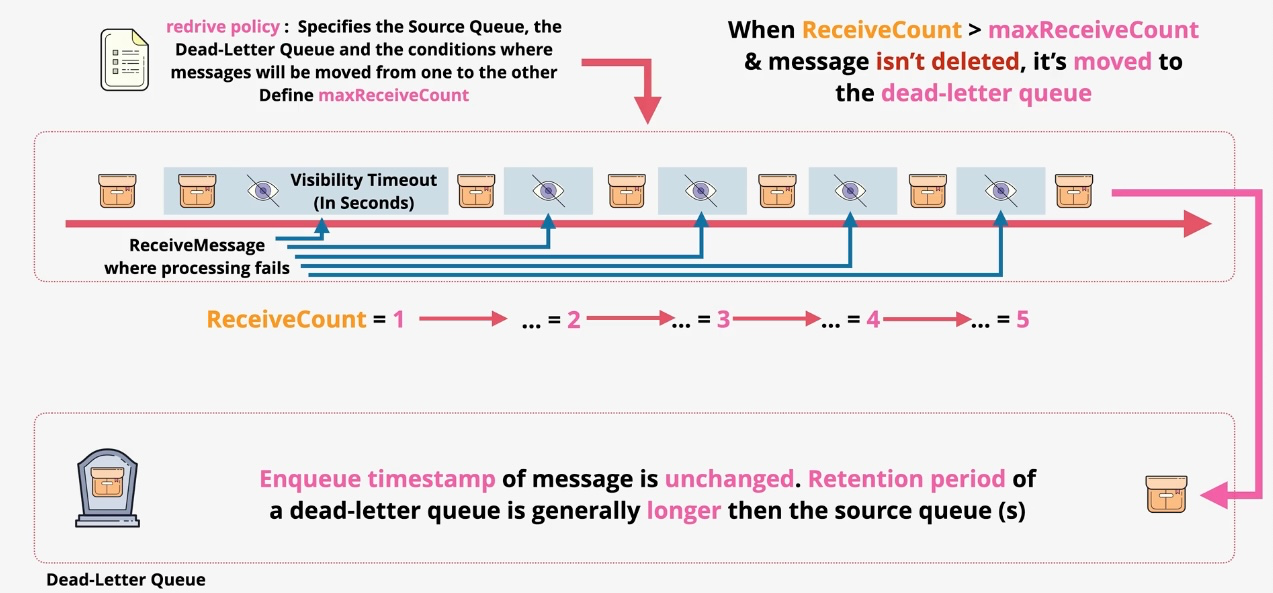 redrive policy : Specifies the Source Queue, the
Dead-Letter Queue and the conditions where
messages will be moved from one to the other
Define maxReceiveCount
When ReceiveCount > maxReceiveCount
& message isn't deleted, it's moved to
the dead-letter queue
Visibility Timeout
(In Seconds)
ReceiveMessage
where processing fails
ReceiveCount = 1 ... = 2 ... = 3 ... = 4 ... = 5
Enqueue timestamp of message is unchanged. Retention period of
a dead-letter queue is generally longer then the source queue (s)
Dead-Letter Queue